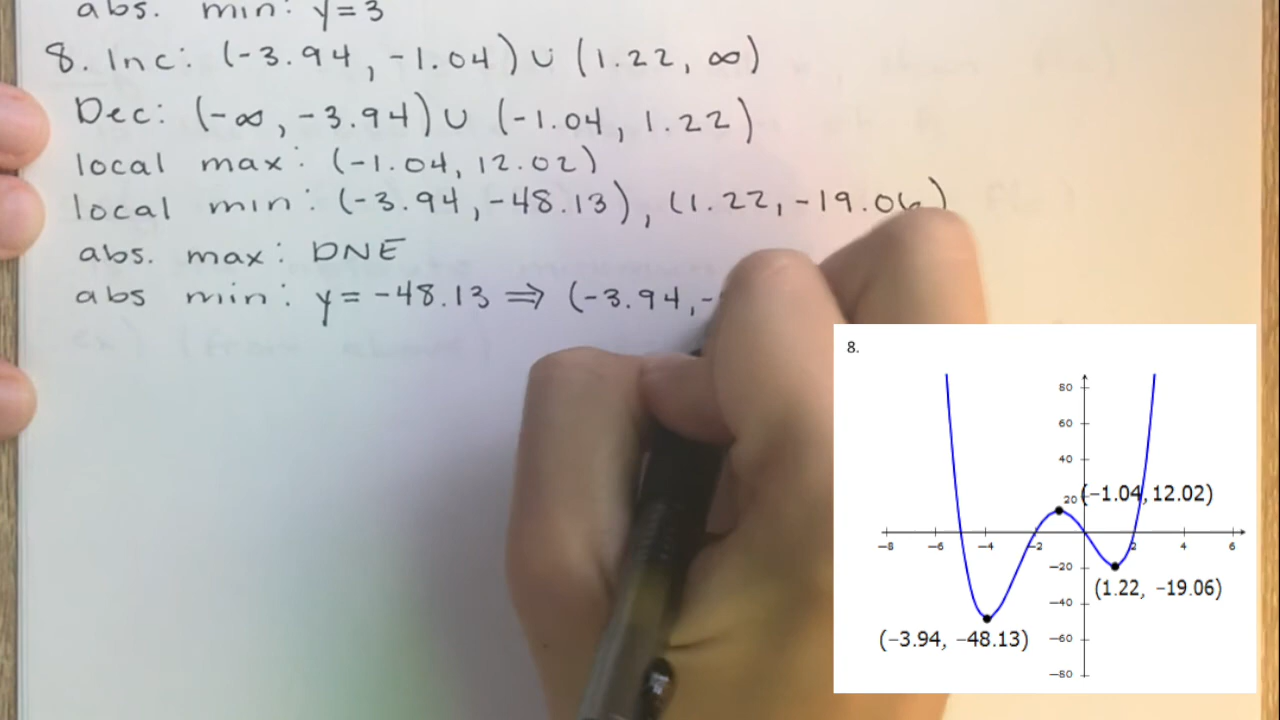 abs. min: y=3
8. Inc: (-3.94, -1.04) ∪ (1.22, ∞)
Dec: (-∞, -3.94) ∪ (-1.04, 1.22)
local max: (-1.04, 12.02)
local min: (-3.94, -48.13), (1.22, -19.06)
abs. max: DNE
abs min: y= -48.13 ⇒ (-3.94, -
8.
80
60
40
20
(−1.04, 12.02)
−8 −6 −4 −2 2 4 6
−20
(1.22, −19.06)
−40
(−3.94, −48.13)
−60
−80